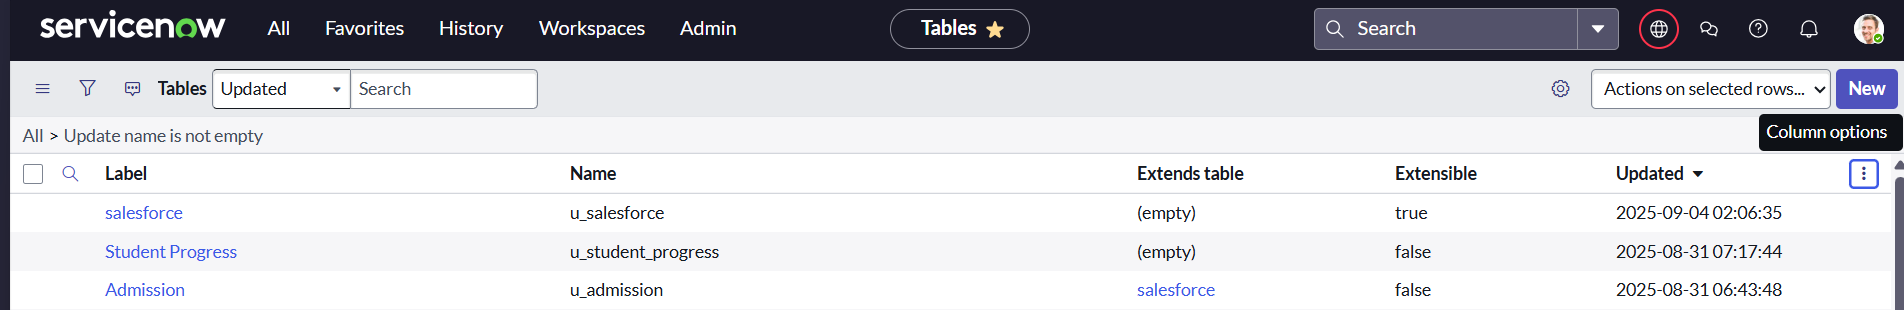 servicenow All Favorites History Workspaces Admin Tables Search
Tables Updated Search Actions on selected rows... New
All > Update name is not empty
Column options
Label Name Extends table Extensible Updated
salesforce u_salesforce (empty) true 2025-09-04 02:06:35
Student Progress u_student_progress (empty) false 2025-08-31 07:17:44
Admission u_admission salesforce false 2025-08-31 06:43:48